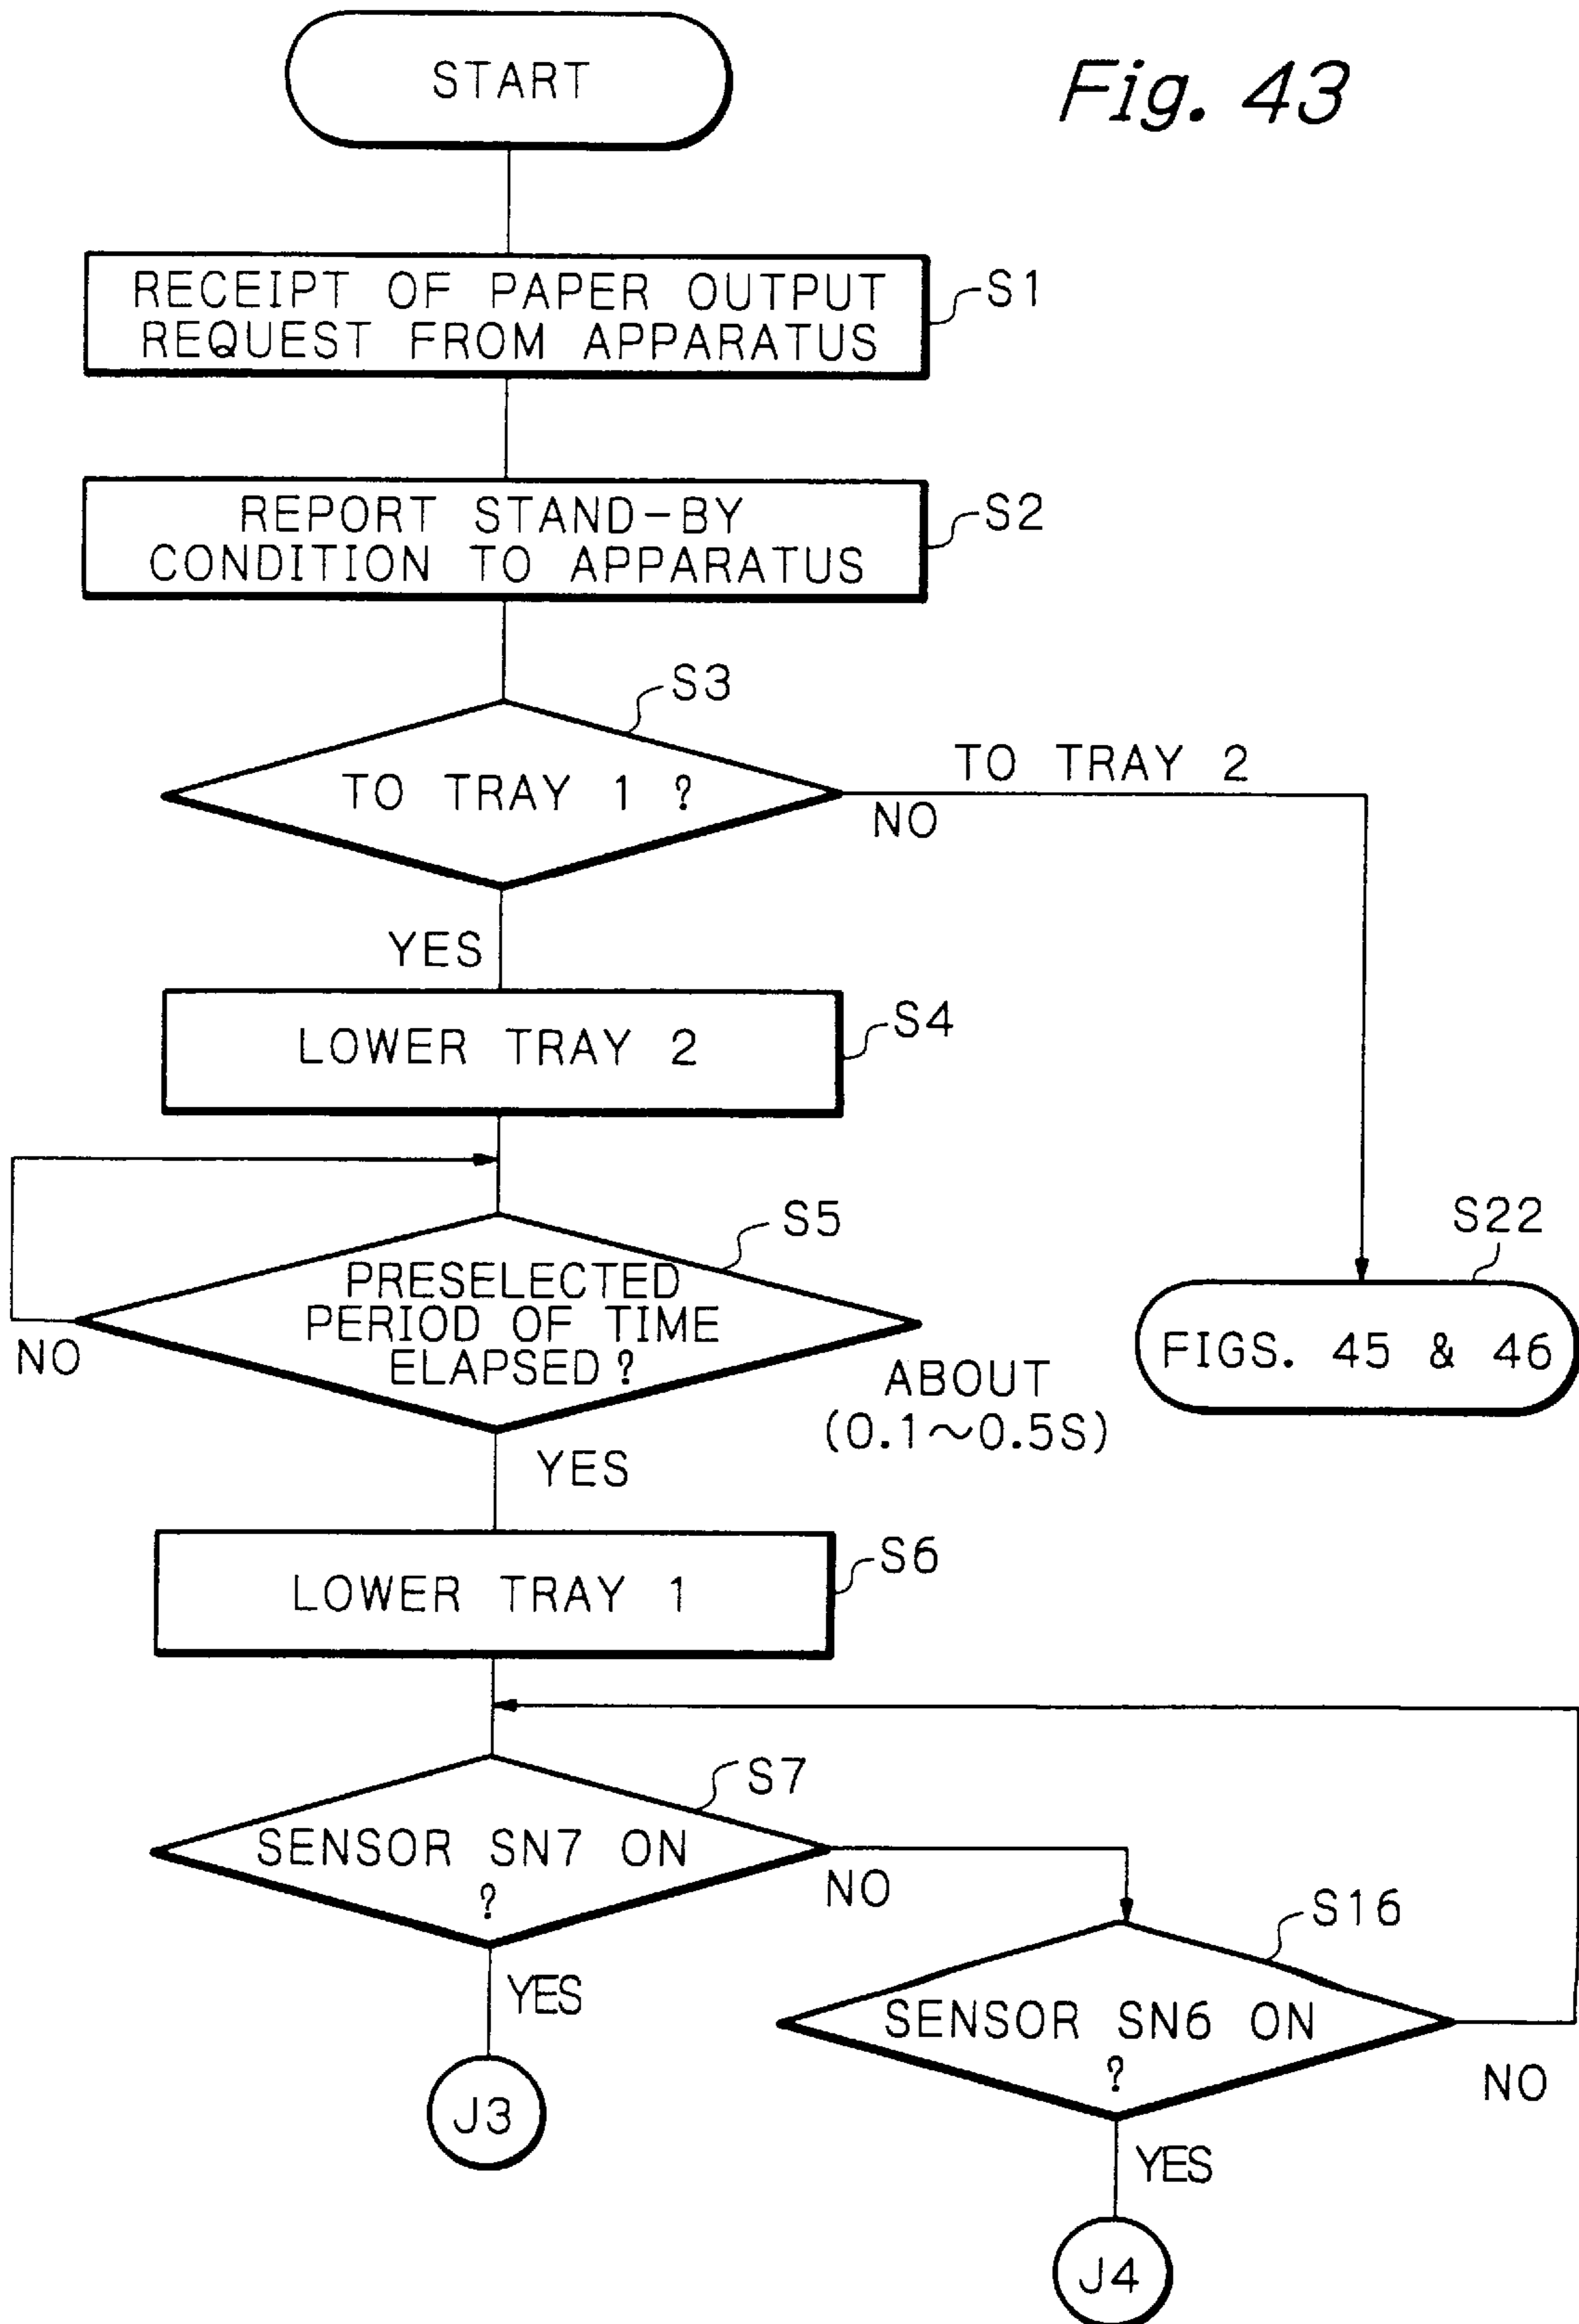 START
Fig. 43
RECEIPT OF PAPER OUTPUT
REQUEST FROM APPARATUS
S1
REPORT STAND-BY
CONDITION TO APPARATUS
S2
S3
TO TRAY 1 ?
TO TRAY 2
NO
YES
LOWER TRAY 2
S4
S5
PRESELECTED
PERIOD OF TIME
ELAPSED ?
NO
ABOUT
(0.1~0.5S)
YES
S22
FIGS. 45 & 46
LOWER TRAY 1
S6
S7
SENSOR SN7 ON
?
NO
YES
J3
S16
SENSOR SN6 ON
?
NO
YES
J4